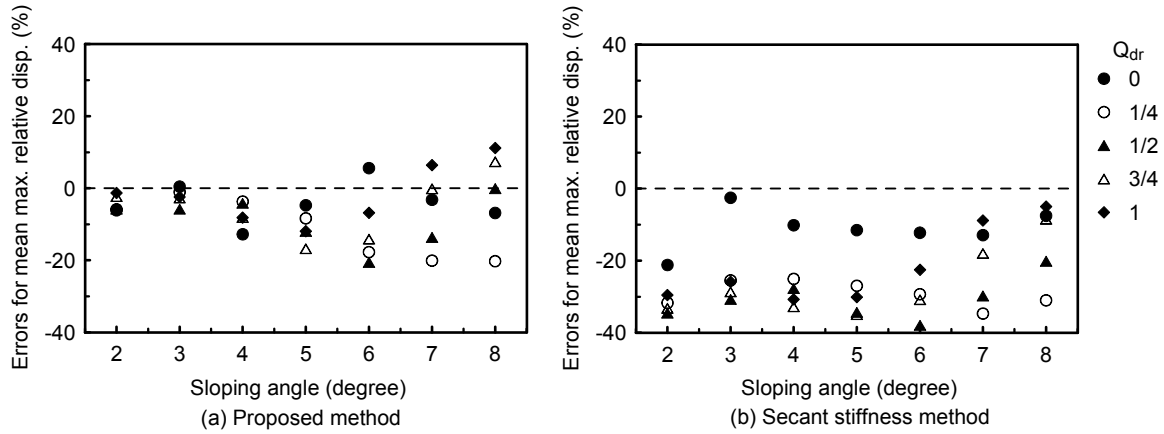 Errors for mean max. relative disp. (%)
40
20
0
-20
-40
2 3 4 5 6 7 8
Sloping angle (degree)
(a) Proposed method
Errors for mean max. relative disp. (%)
40
20
0
-20
-40
2 3 4 5 6 7 8
Sloping angle (degree)
(b) Secant stiffness method
Qdr
0
1/4
1/2
3/4
1